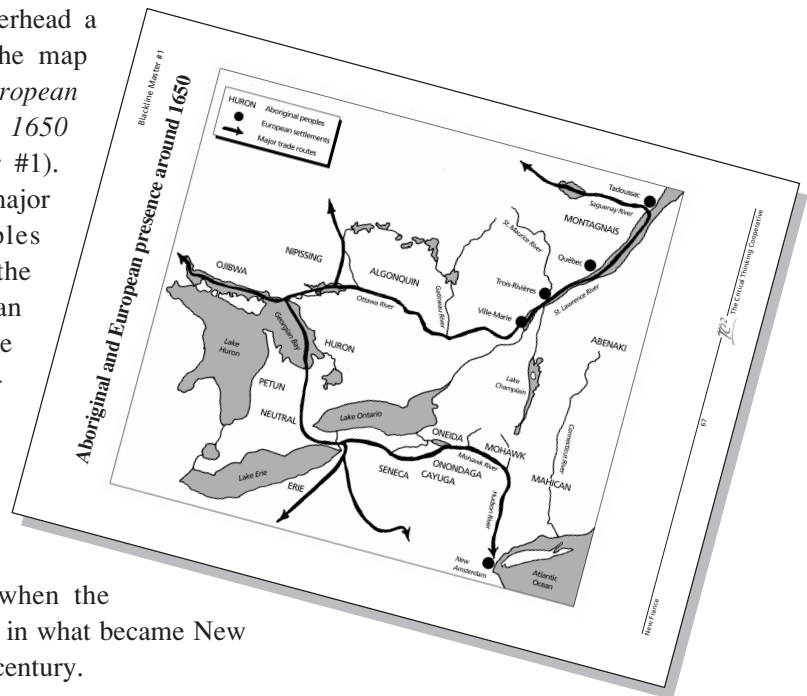 erhead a
he map
ropean
1650
#1).
najor
ples
the
an
e
when the
in what became New
century.
Blackline Master #1
Aboriginal and European presence around 1650
HURON Aboriginal peoples
European settlements
Major trade routes
Tadoussac
Saguenay River
MONTAGNAIS
St. Maurice River
Québec
NIPISSING
OJIBWA
ALGONQUIN
Trois-Rivières
St. Lawrence River
Ottawa River
Gatineau River
Ville-Marie
Georgian Bay
Lake
Huron
HURON
ABENAKI
Lake
Champlain
PETUN
NEUTRAL
Lake Ontario
ONEIDA
MOHAWK
Mohawk River
Connecticut River
ONONDAGA
SENECA
CAYUGA
MAHICAN
Lake Erie
ERIE
Hudson River
New
Amsterdam
Atlantic
Ocean
New France
67
The Critical Thinking Cooperative